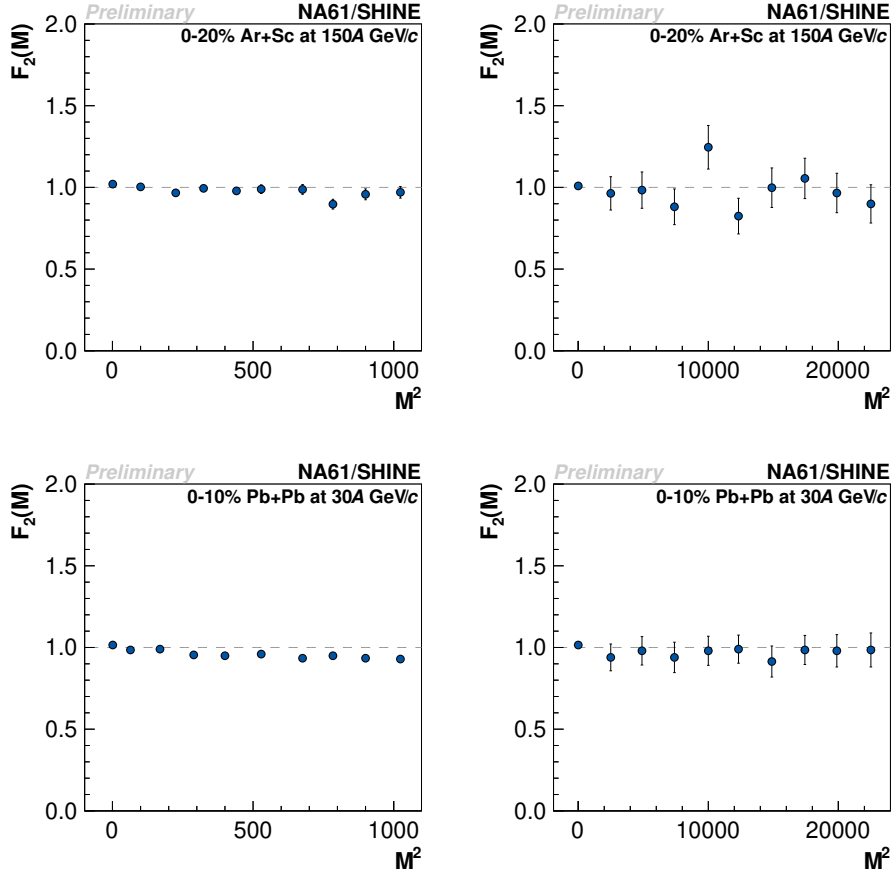 Preliminary NA61/SHINE
0-20% Ar+Sc at 150A GeV/c
F₂(M)
2.0
1.5
1.0
0.5
0.0
0 500 1000
M²
Preliminary NA61/SHINE
0-20% Ar+Sc at 150A GeV/c
F₂(M)
2.0
1.5
1.0
0.5
0.0
0 10000 20000
M²
Preliminary NA61/SHINE
0-10% Pb+Pb at 30A GeV/c
F₂(M)
2.0
1.5
1.0
0.5
0.0
0 500 1000
M²
Preliminary NA61/SHINE
0-10% Pb+Pb at 30A GeV/c
F₂(M)
2.0
1.5
1.0
0.5
0.0
0 10000 20000
M²